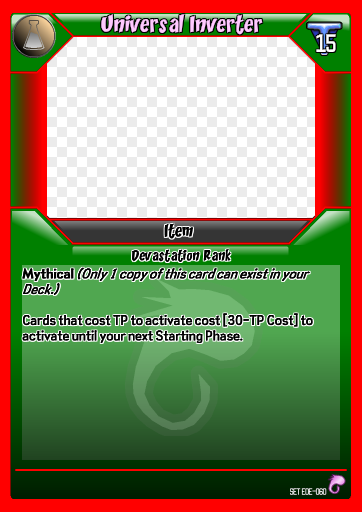 Universal Inverter
15
Item
Devastation Rank
Mythical (Only 1 copy of this card can exist in your
Deck.)
Cards that cost TP to activate cost [30-TP Cost] to
activate until your next Starting Phase.
SET EDE-060